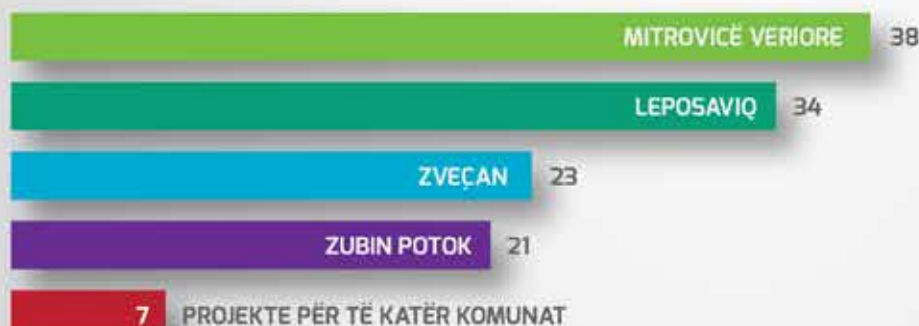 MITROVICË VERIORE 38
LEPOSAVIQ 34
ZVEÇAN 23
ZUBIN POTOK 21
7 PROJEKTE PËR TË KATËR KOMUNAT